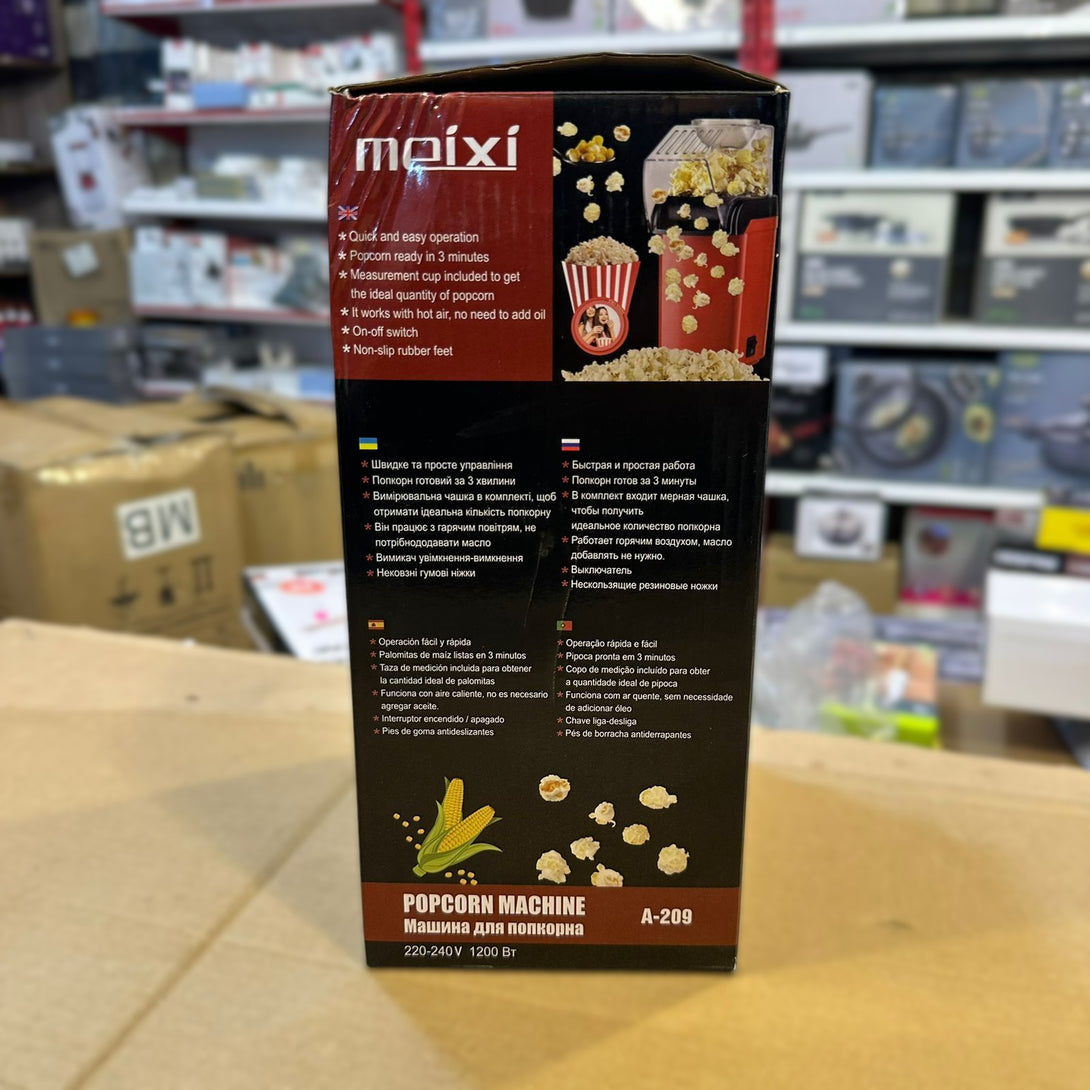 meixi
* Quick and easy operation
* Popcorn ready in 3 minutes
* Measurement cup included to get
the ideal quantity of popcorn
* It works with hot air, no need to add oil
* On-off switch
* Non-slip rubber feet
* Швидке та просте управління
* Попкорн готовий за 3 хвилини
* Вимірювальна чашка в комплекті, щоб
отримати ідеальна кількість попкорну
* Він працює з гарячим повітрям, не
потрібнододавати масло
* Вимикач увімкнення-вимкнення
* Нековзні гумові ніжки
* Быстрая и простая работа
* Попкорн готов за 3 минуты
* В комплект входит мерная чашка,
чтобы получить
идеальное количество попкорна
* Работает горячим воздухом, масло
добавлять не нужно.
* Выключатель
* Нескользящие резиновые ножки
* Operación fácil y rápida
* Palomitas de maíz listas en 3 minutos
* Taza de medición incluida para obtener
la cantidad ideal de palomitas
* Funciona con aire caliente, no es necesario
agregar aceite.
* Interruptor encendido / apagado
* Pies de goma antideslizantes
* Operação rápida e fácil
* Pipoca pronta em 3 minutos
* Copo de medição incluído para obter
a quantidade ideal de pipoca
* Funciona com ar quente, sem necessidade
de adicionar óleo
* Chave liga-desliga
* Pés de borracha antiderrapantes
POPCORN MACHINE
Машина для попкорна
A-209
220-240V 1200 Вт
MB